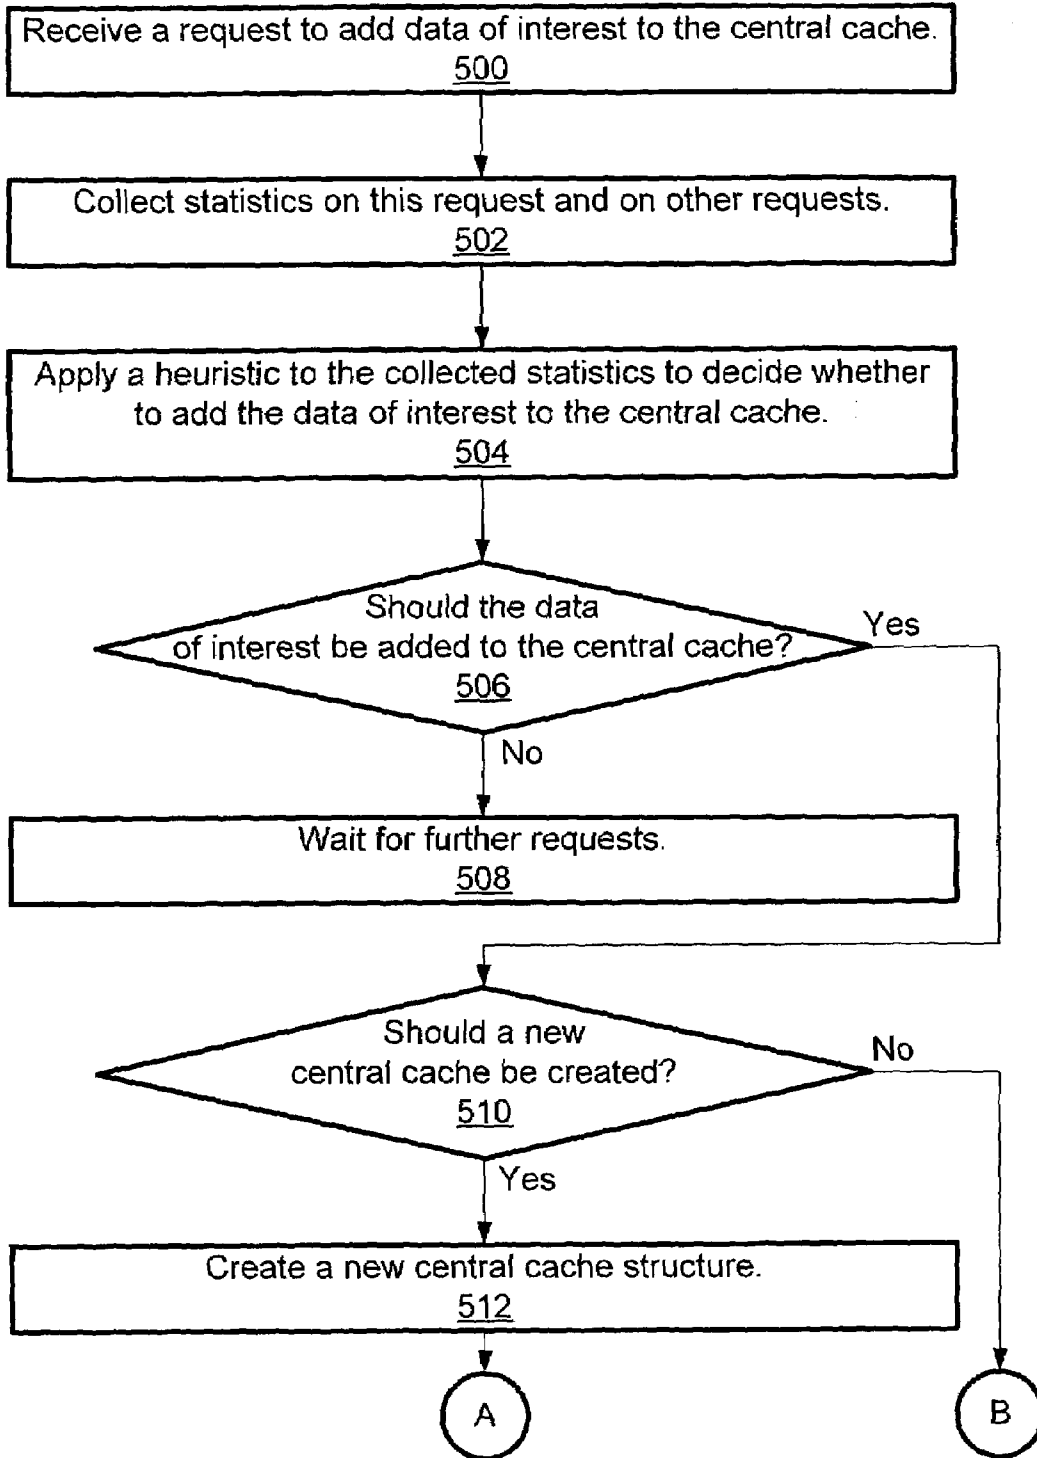 Receive a request to add data of interest to the central cache.
500
Collect statistics on this request and on other requests.
502
Apply a heuristic to the collected statistics to decide whether
to add the data of interest to the central cache.
504
Should the data
of interest be added to the central cache?
506
Yes
No
Wait for further requests.
508
Should a new
central cache be created?
510
No
Yes
Create a new central cache structure.
512
A
B